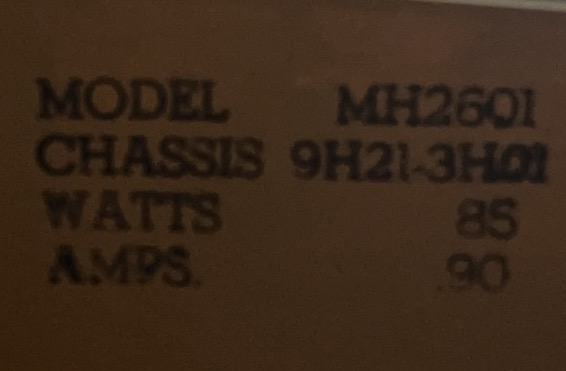 MODEL MH2601
CHASSIS 9H21-3H01
WATTS 85
AMPS. .90